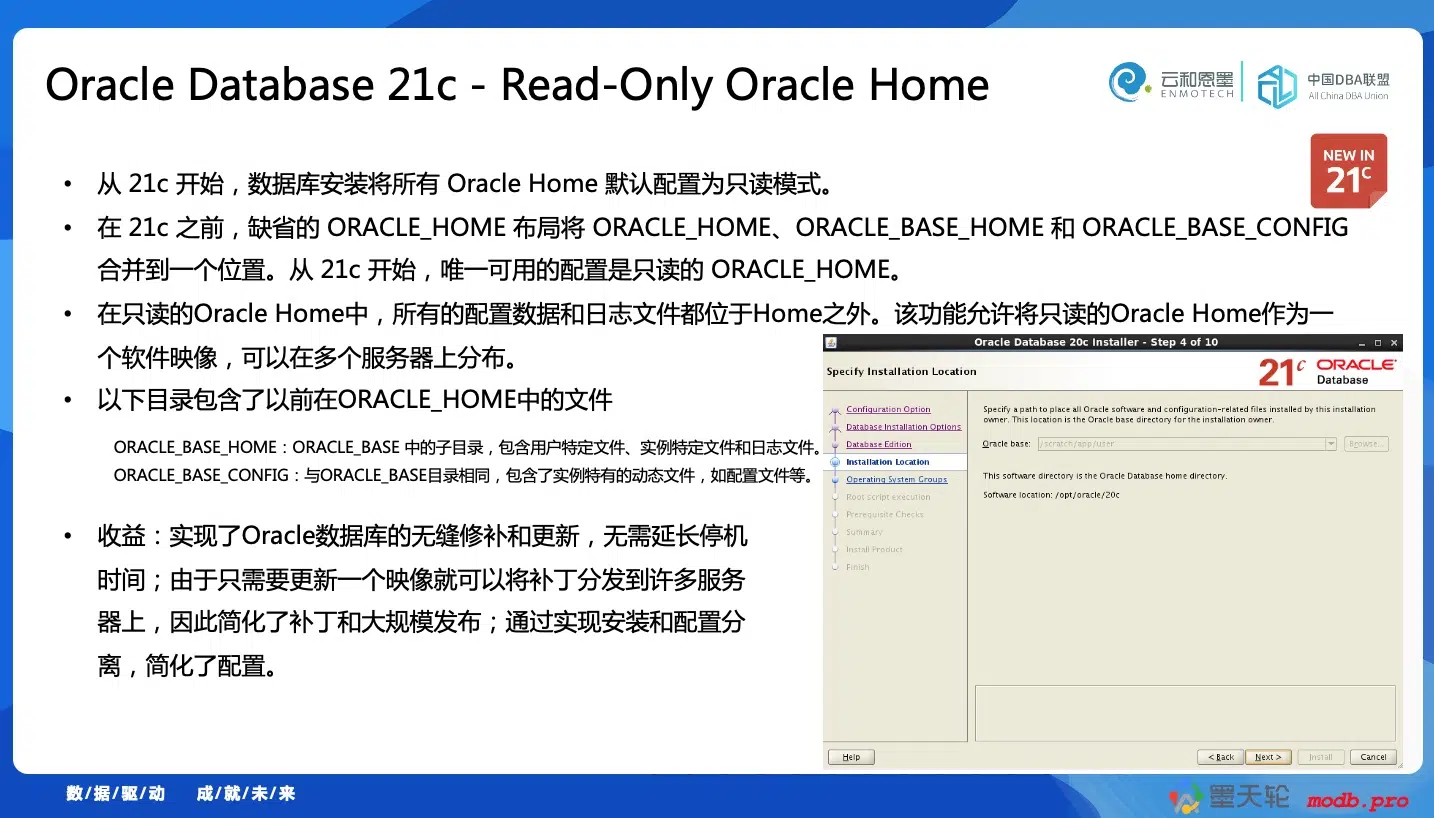 Oracle Database 21c - Read-Only Oracle Home
云和恩墨
ENMOTECH
中国DBA联盟
All China DBA Union
NEW IN
21C
• 从 21c 开始，数据库安装将所有 Oracle Home 默认配置为只读模式。
• 在 21c 之前，缺省的 ORACLE_HOME 布局将 ORACLE_HOME、ORACLE_BASE_HOME 和 ORACLE_BASE_CONFIG
合并到一个位置。从 21c 开始，唯一可用的配置是只读的 ORACLE_HOME。
• 在只读的Oracle Home中，所有的配置数据和日志文件都位于Home之外。该功能允许将只读的Oracle Home作为一
个软件映像，可以在多个服务器上分布。
• 以下目录包含了以前在ORACLE_HOME中的文件
ORACLE_BASE_HOME：ORACLE_BASE 中的子目录，包含用户特定文件、实例特定文件和日志文件。
ORACLE_BASE_CONFIG：与ORACLE_BASE目录相同，包含了实例特有的动态文件，如配置文件等。
• 收益：实现了Oracle数据库的无缝修补和更新，无需延长停机
时间；由于只需要更新一个映像就可以将补丁分发到许多服务
器上，因此简化了补丁和大规模发布；通过实现安装和配置分
离，简化了配置。
Oracle Database 20c Installer - Step 4 of 10
Specify Installation Location
21c ORACLE
Database
Configuration Option
Database Installation Options
Database Edition
Installation Location
Operating System Groups
Root script execution
Prerequisite Checks
Summary
Install Product
Finish
Specify a path to place all Oracle software and configuration-related files installed by this installation
owner. This location is the Oracle base directory for the installation owner.
Oracle base: /scratch/app/user Browse...
This software directory is the Oracle Database home directory.
Software location: /opt/oracle/20c
Help
< Back Next > Install Cancel
数/据/驱/动 成/就/未/来
墨天轮 modb.pro